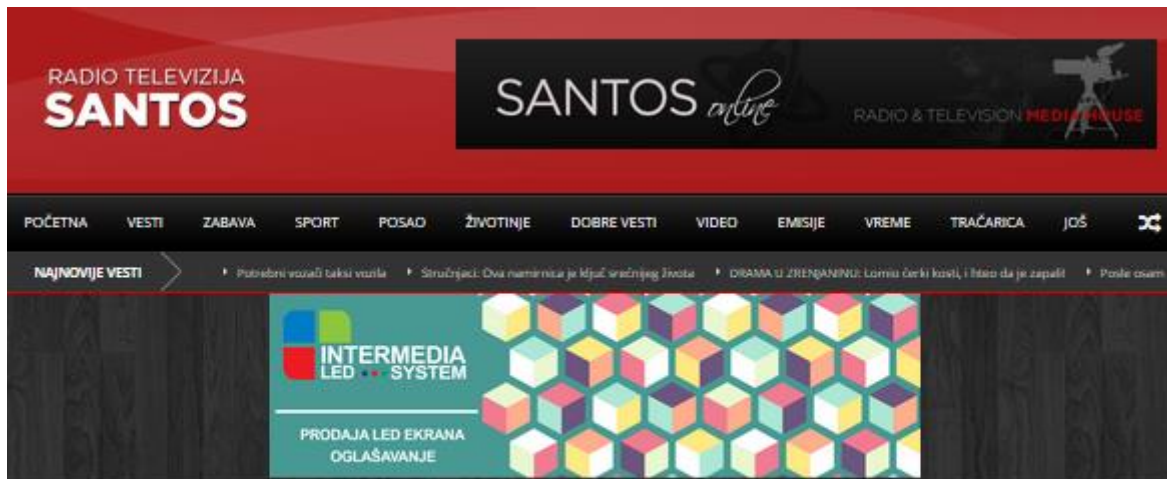 RADIO TELEVIZIJA
SANTOS
SANTOS online
RADIO & TELEVISION MEDIA HOUSE
POČETNA VESTI ZABAVA SPORT POSAO ŽIVOTINJE DOBRE VESTI VIDEO EMISIJE VREME TRAČARICA JOŠ
NAJNOVIJE VESTI Potrebni vozači taksi vozila Stručnjaci: Ova namirnica je ključ srećnijeg života DRAMA U ZRENJANINU: Lomio ćerki kosti, i hteo da je zapali! Posle osam
INTERMEDIA
LED SYSTEM
PRODAJA LED EKRANA
OGLAŠAVANJE